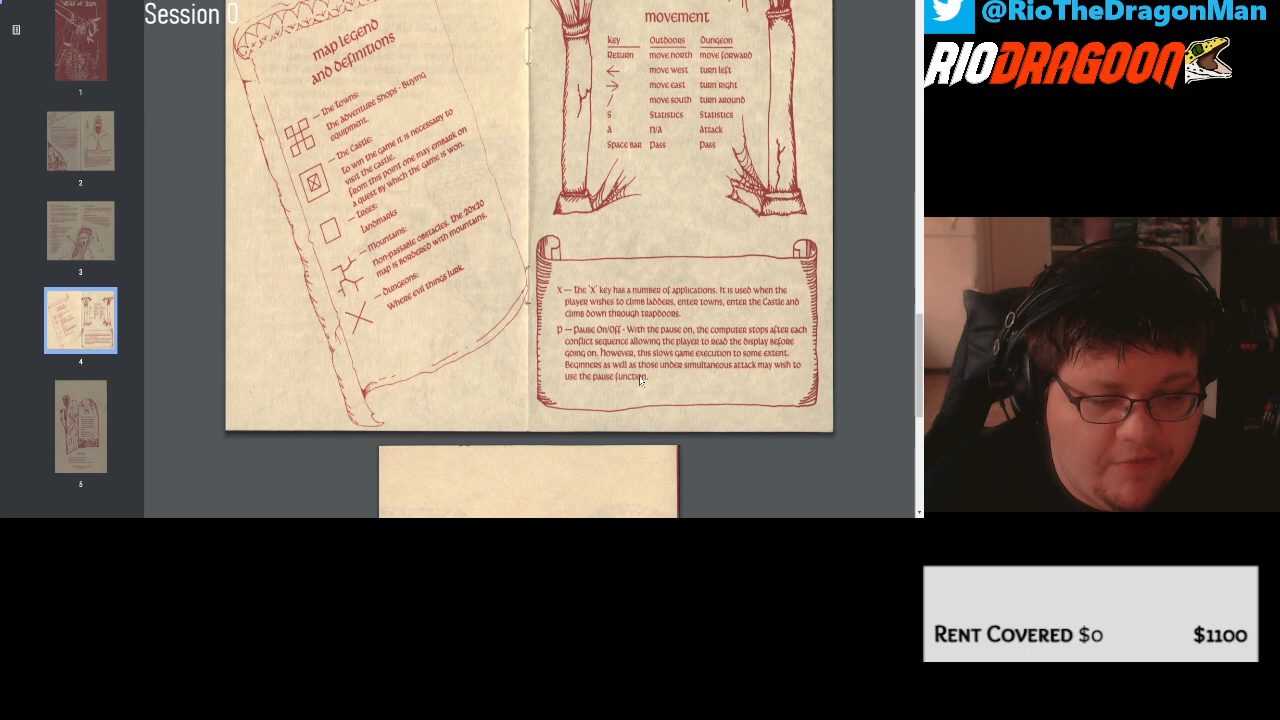 Session 0
1
2
3
4
5
map legend
and definitions
— The Towns:
The Adventure Shops - Buying
equipment.
— The Castle:
To win the game it is necessary to
visit the castle.
From this point one may embark on
a quest by which the game is won.
— Trees:
Landmarks
— Mountains:
Non-passable obstacles. The 20x20
map is bordered with mountains.
— Dungeons:
Where evil things lurk.
movement
Key Outdoors Dungeon
Return move north move forward
← move west turn left
→ move east turn right
/ move south turn around
S Statistics Statistics
A N/A Attack
Space Bar Pass Pass
X — The 'X' key has a number of applications. It is used when the
player wishes to climb ladders, enter towns, enter the Castle and
climb down through trapdoors.
P — Pause On/Off - With the pause on, the computer stops after each
conflict sequence allowing the player to read the display before
going on. However, this slows game execution to some extent.
Beginners as well as those under simultaneous attack may wish to
use the pause function.
@RioTheDragonMan
RIODRAGOON
Rent Covered $0 $1100